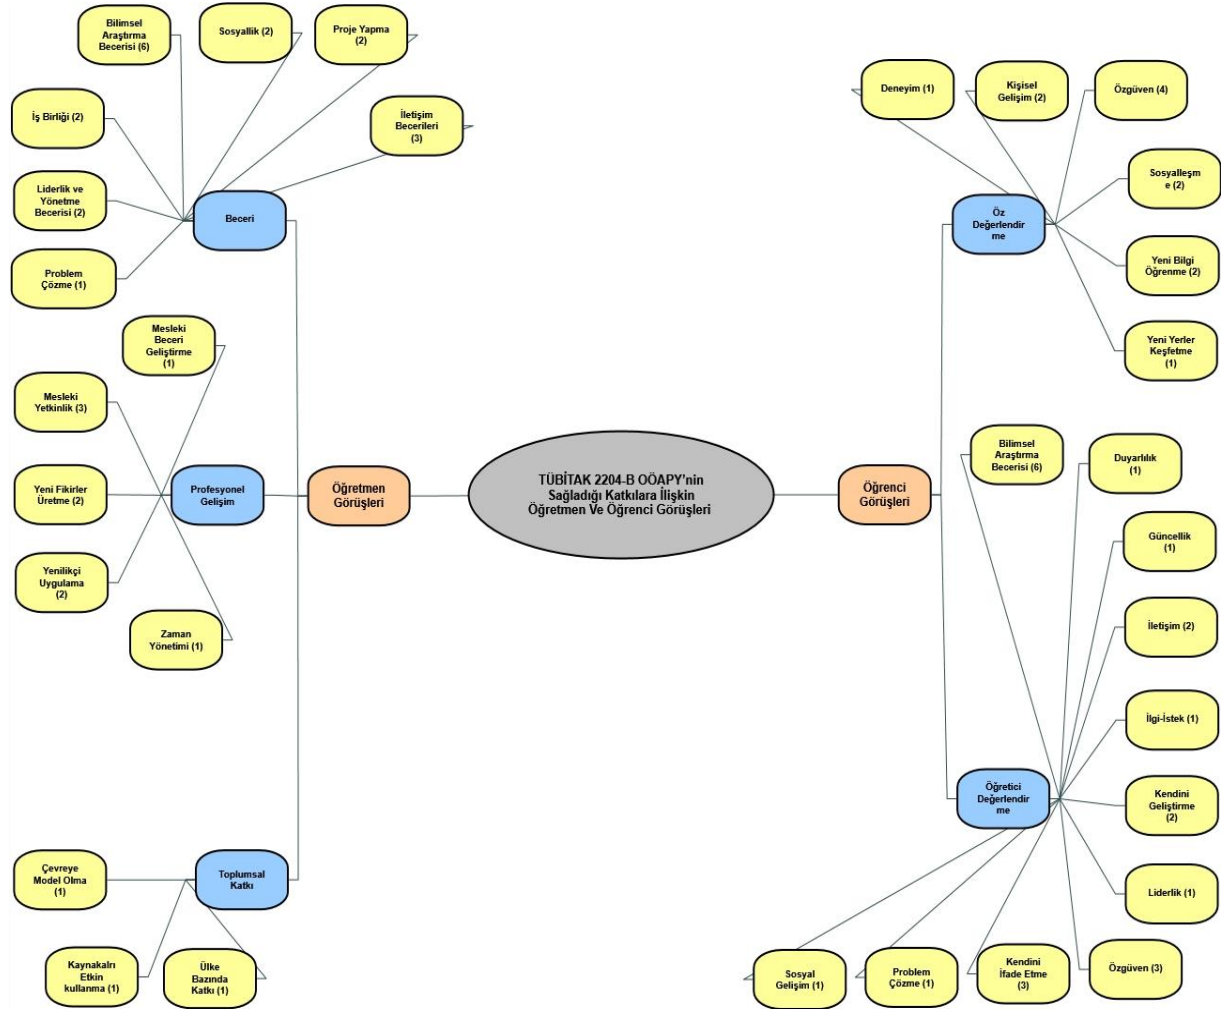 Bilimsel
Araştırma
Becerisi (6)
Sosyallik (2)
Proje Yapma
(2)
İletişim
Becerileri
(3)
İş Birliği (2)
Liderlik ve
Yönetme
Becerisi (2)
Problem
Çözme (1)
Beceri
Mesleki
Beceri
Geliştirme
(1)
Mesleki
Yetkinlik (3)
Yeni Fikirler
Üretme (2)
Yenilikçi
Uygulama
(2)
Zaman
Yönetimi (1)
Profesyonel
Gelişim
Öğretmen
Görüşleri
Çevreye
Model Olma
(1)
Kaynakalrı
Etkin
kullanma (1)
Ülke
Bazında
Katkı (1)
Toplumsal
Katkı
TÜBİTAK 2204-B OÖAPY'nin
Sağladığı Katkılara İlişkin
Öğretmen Ve Öğrenci Görüşleri
Öğrenci
Görüşleri
Deneyim (1)
Kişisel
Gelişim (2)
Özgüven (4)
Sosyalleşm
e (2)
Yeni Bilgi
Öğrenme (2)
Yeni Yerler
Keşfetme
(1)
Öz
Değerlendir
me
Bilimsel
Araştırma
Becerisi (6)
Duyarlılık
(1)
Güncellik
(1)
İletişim (2)
İlgi-İstek (1)
Kendini
Geliştirme
(2)
Liderlik (1)
Özgüven (3)
Kendini
İfade Etme
(3)
Problem
Çözme (1)
Sosyal
Gelişim (1)
Öğretici
Değerlendir
me